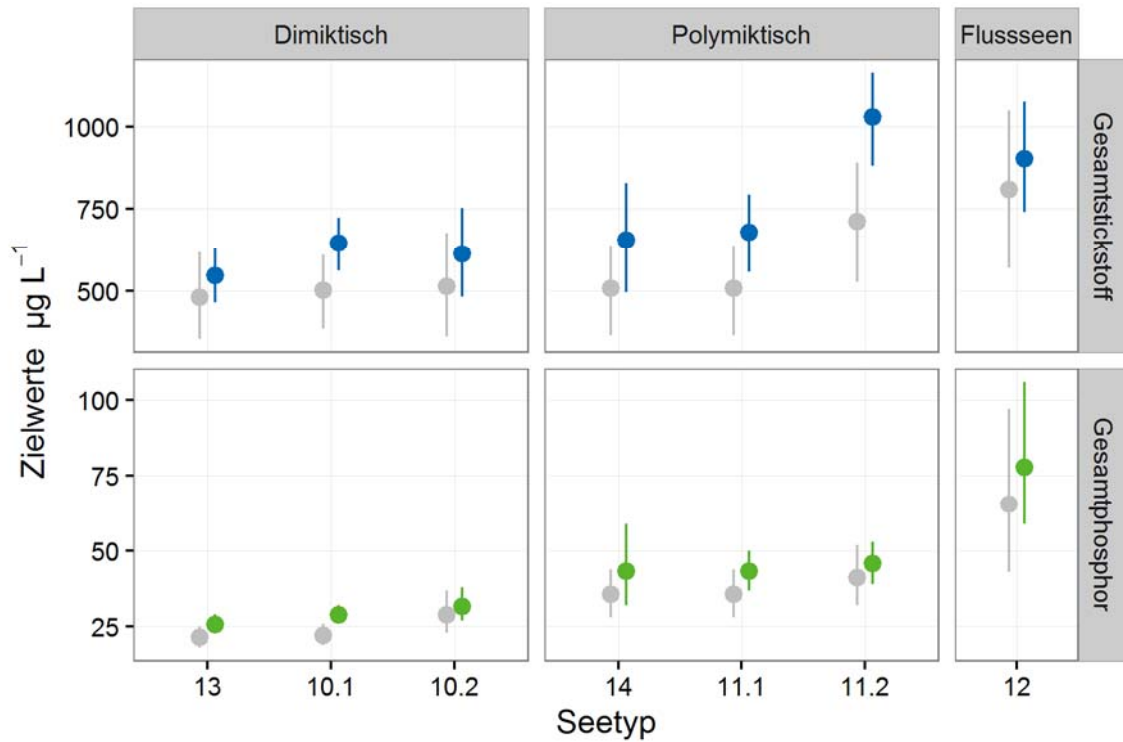 Dimiktisch Polymiktisch Flussseen
Zielwerte µg L⁻¹
1000
750
500
Gesamtstickstoff
100
75
50
25
Gesamtphosphor
13 10.1 10.2 14 11.1 11.2 12
Seetyp